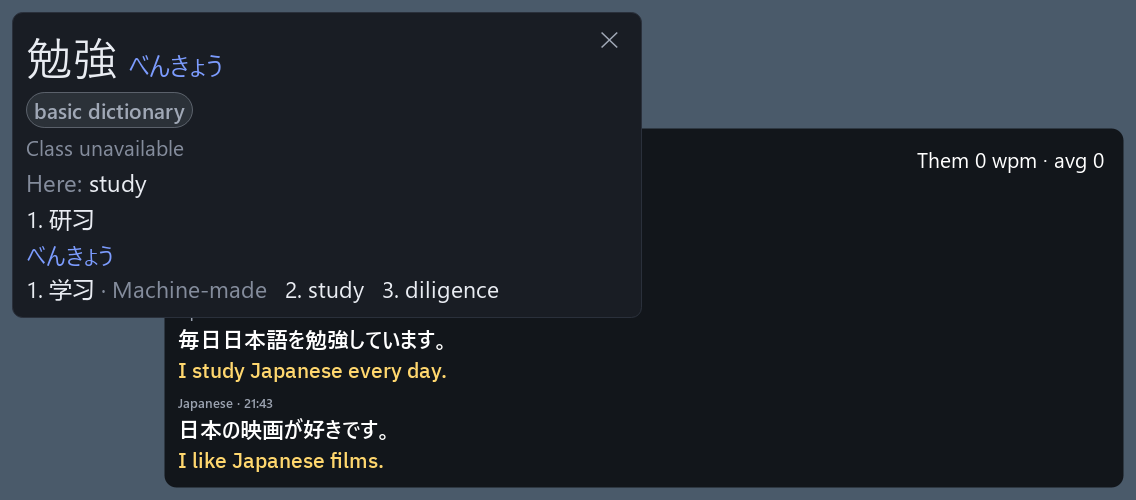 勉強 べんきょう
basic dictionary
Class unavailable
Here: study
1. 研习
べんきょう
1. 学习 · Machine-made 2. study 3. diligence
Them 0 wpm · avg 0
毎日日本語を勉強しています。
I study Japanese every day.
Japanese · 21:43
日本の映画が好きです。
I like Japanese films.